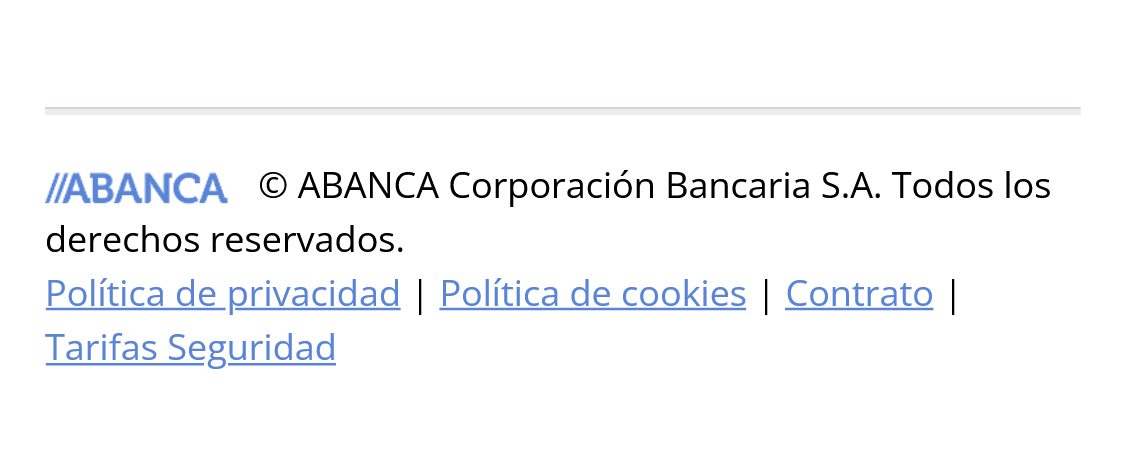 //ABANCA © ABANCA Corporación Bancaria S.A. Todos los
derechos reservados.
Política de privacidad | Política de cookies | Contrato |
Tarifas Seguridad